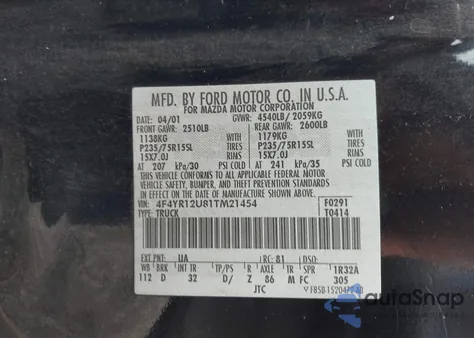 MFD. BY FORD MOTOR CO. IN U.S.A.
FOR MAZDA MOTOR CORPORATION
DATE: 04/01 GVWR: 4540LB/ 2059KG
FRONT GAWR: 2510LB REAR GAWR: 2600LB
1138KG WITH 1179KG WITH
P235/75R15SL TIRES P235/75R15SL TIRES
15X7.0J RIMS 15X7.0J RIMS
AT 207 kPa/30 PSI COLD AT 241 kPa/35 PSI COLD
THIS VEHICLE CONFORMS TO ALL APPLICABLE FEDERAL MOTOR
VEHICLE SAFETY AND THEFT PREVENTION STANDARDS IN EFFECT ON
THE DATE OF MANUFACTURE SHOWN ABOVE.
VIN: 4F4YR12U81TM21454 F0291
TYPE: TRUCK T0414
EXT PNT: UA RC: 81 DSO:
WB BRK INT TR TP/PS R AXLE TR SPR 1R32A
112 D 32 D/ Z 86 M FC 305
JTC
autoSnap